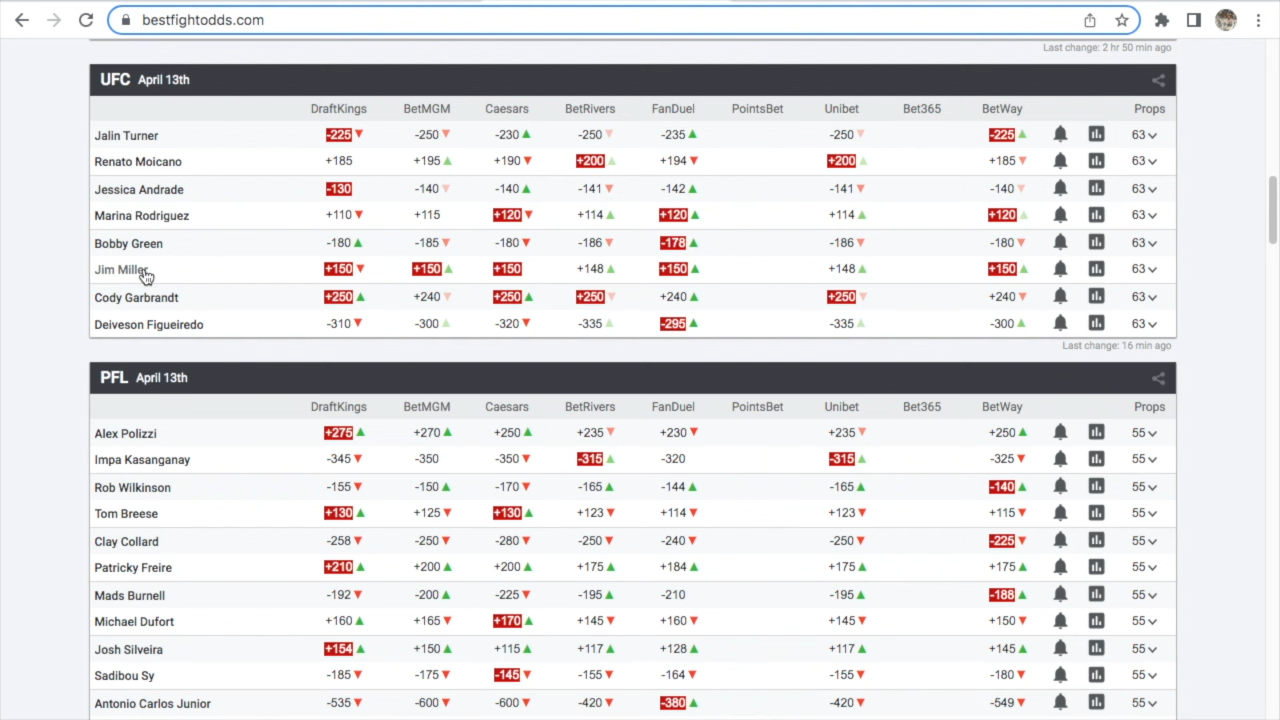 bestfightodds.com
Last change: 2 hr 50 min ago
UFC April 13th
DraftKings BetMGM Caesars BetRivers FanDuel PointsBet Unibet Bet365 BetWay Props
Jalin Turner -225▼ -250▼ -230▲ -250▼ -235▲ -250▼ -225▲ 63
Renato Moicano +185 +195▲ +190▼ +200▲ +194▼ +200▲ +185▼ 63
Jessica Andrade -130 -140▼ -140▲ -141▼ -142▲ -141▼ -140▼ 63
Marina Rodriguez +110▼ +115 +120▼ +114▲ +120▲ +114▲ +120▲ 63
Bobby Green -180▲ -185▼ -180▼ -186▼ -178▲ -186▼ -180▼ 63
Jim Miller +150▼ +150▲ +150 +148▲ +150▲ +148▲ +150▲ 63
Cody Garbrandt +250▲ +240▼ +250▲ +250▼ +240▲ +250▼ +240▼ 63
Deiveson Figueiredo -310▼ -300▲ -320▼ -335▲ -295▲ -335▲ -300▲ 63
Last change: 16 min ago
PFL April 13th
DraftKings BetMGM Caesars BetRivers FanDuel PointsBet Unibet Bet365 BetWay Props
Alex Polizzi +275▲ +270▲ +250▲ +235▼ +230▼ +235▼ +250▲ 55
Impa Kasanganay -345▼ -350 -350▼ -315▲ -320 -315▲ -325▼ 55
Rob Wilkinson -155▼ -150▲ -170▼ -165▲ -144▲ -165▲ -140▲ 55
Tom Breese +130▲ +125▼ +130▲ +123▼ +114▼ +123▼ +115▼ 55
Clay Collard -258▼ -250▼ -280▼ -250▼ -240▼ -250▼ -225▼ 55
Patricky Freire +210▲ +200▲ +200▲ +175▲ +184▲ +175▲ +175▲ 55
Mads Burnell -192▼ -200▲ -225▼ -195▲ -210 -195▲ -188▲ 55
Michael Dufort +160▲ +165▼ +170▲ +145▼ +160▼ +145▼ +150▼ 55
Josh Silveira +154▲ +150▲ +115▲ +117▲ +128▲ +117▲ +145▲ 55
Sadibou Sy -185▼ -175▼ -145▼ -155▼ -164▼ -155▼ -180▼ 55
Antonio Carlos Junior -535▼ -600▼ -600▼ -420▼ -380▲ -420▼ -549▼ 55